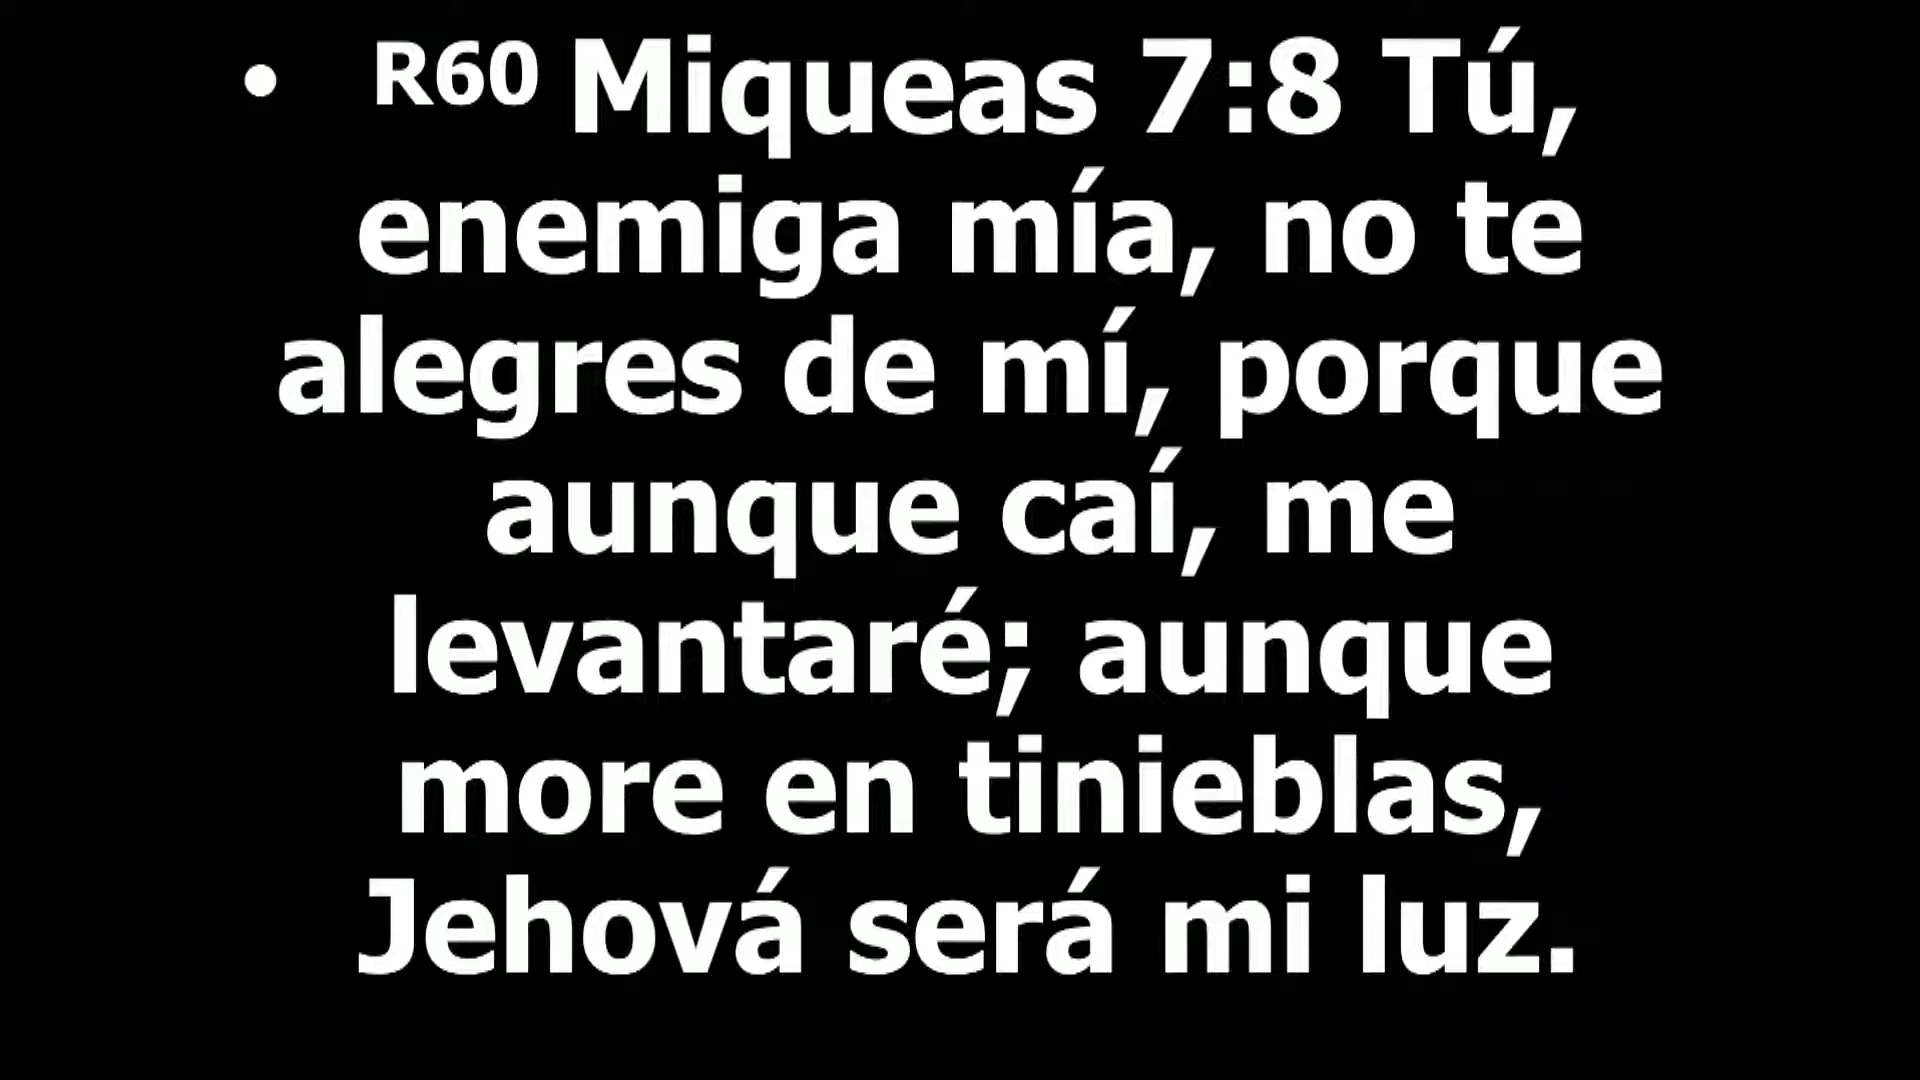 • R60 Miqueas 7:8 Tú,
enemiga mía, no te
alegres de mí, porque
aunque caí, me
levantaré; aunque
more en tinieblas,
Jehová será mi luz.